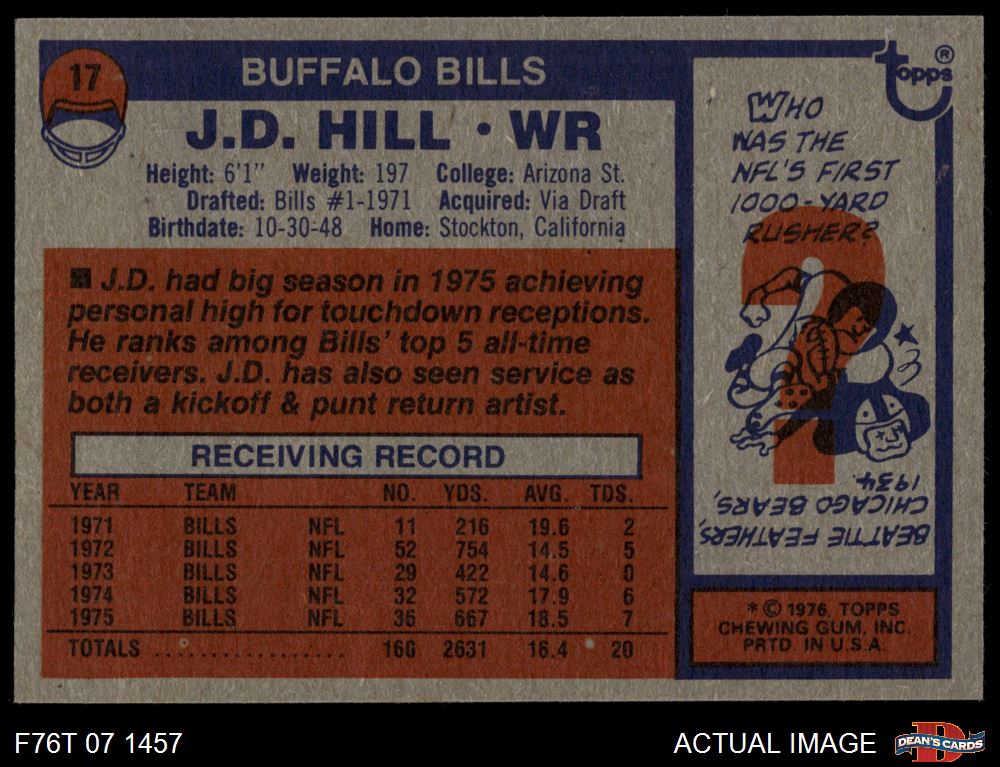 17
BUFFALO BILLS
J.D. HILL • WR
Height: 6'1" Weight: 197 College: Arizona St.
Drafted: Bills #1-1971 Acquired: Via Draft
Birthdate: 10-30-48 Home: Stockton, California
■ J.D. had big season in 1975 achieving
personal high for touchdown receptions.
He ranks among Bills' top 5 all-time
receivers. J.D. has also seen service as
both a kickoff & punt return artist.
RECEIVING RECORD
YEAR TEAM NO. YDS. AVG. TDS.
1971 BILLS NFL 11 216 19.6 2
1972 BILLS NFL 52 754 14.5 5
1973 BILLS NFL 29 422 14.6 0
1974 BILLS NFL 32 572 17.9 6
1975 BILLS NFL 36 667 18.5 7
TOTALS .................... 160 2631 16.4 20
topps®
WHO
WAS THE
NFL'S FIRST
1000-YARD
RUSHER?
BEATTIE FEATHERS,
CHICAGO BEARS,
1934.
* © 1976, TOPPS
CHEWING GUM, INC.
PRTD. IN U.S.A.
F76T 07 1457
ACTUAL IMAGE
D
DEAN'S CARDS